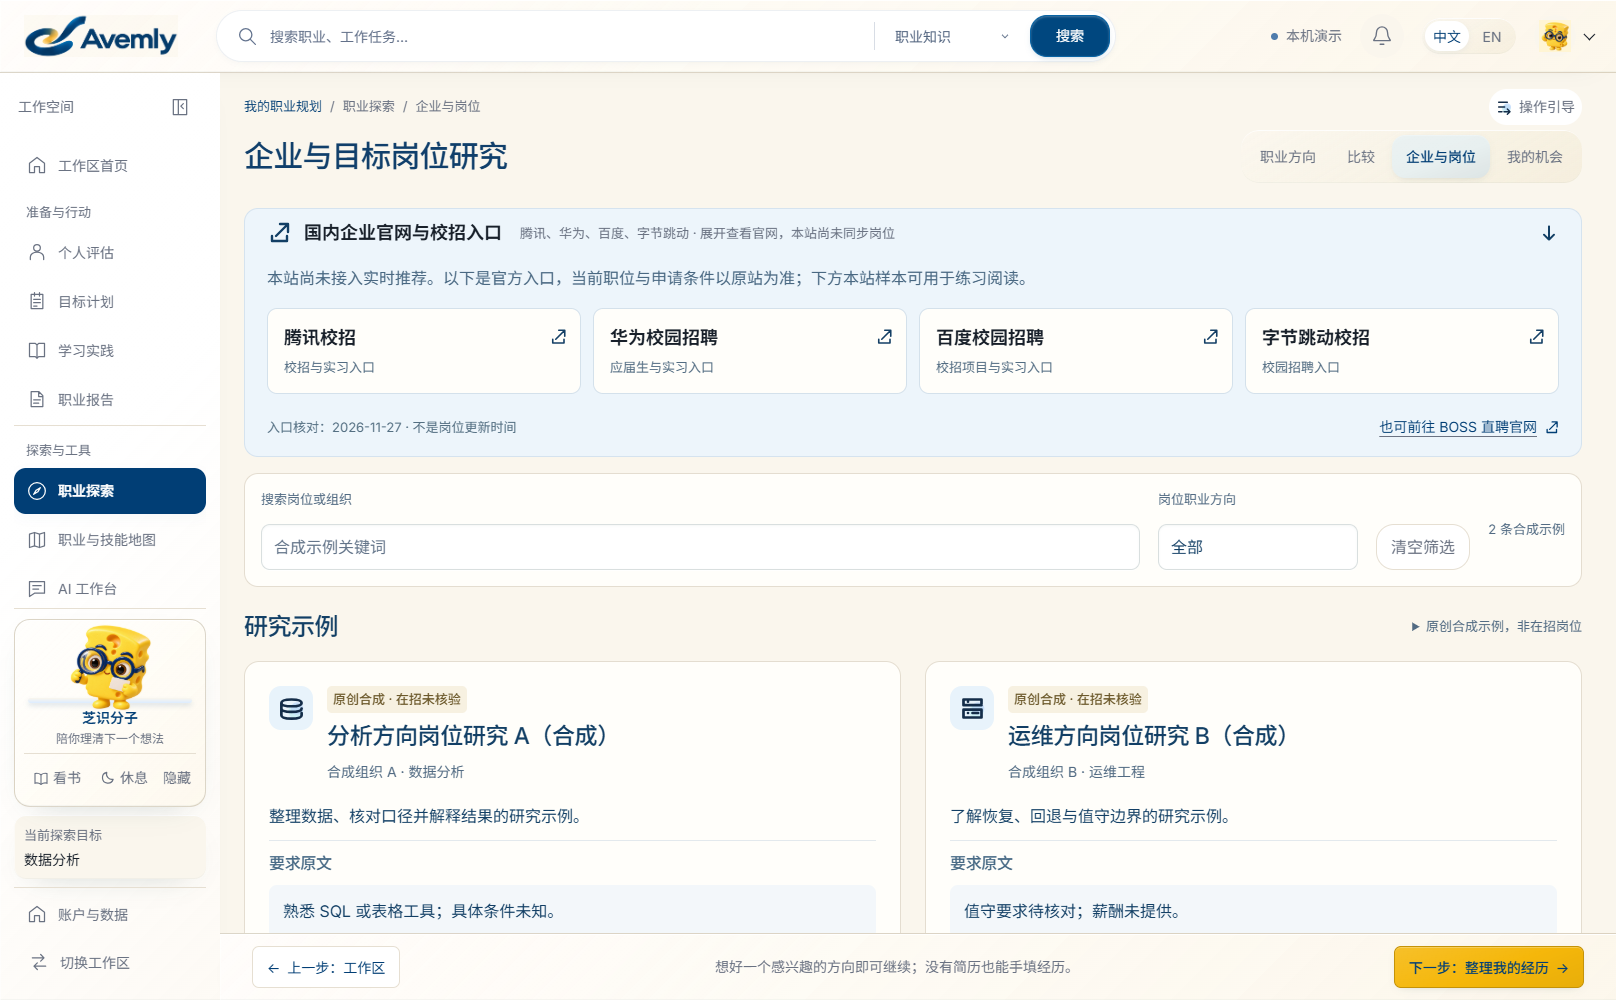 Avemly
搜索职业、工作任务...
职业知识
搜索
本机演示
中文
EN
工作空间
工作区首页
准备与行动
个人评估
目标计划
学习实践
职业报告
探索与工具
职业探索
职业与技能地图
AI 工作台
芝识分子
陪你理清下一个想法
看书 休息 隐藏
当前探索目标
数据分析
账户与数据
切换工作区
我的职业规划 / 职业探索 / 企业与岗位
操作引导
企业与目标岗位研究
职业方向 比较 企业与岗位 我的机会
国内企业官网与校招入口 腾讯、华为、百度、字节跳动 · 展开查看官网，本站尚未同步岗位
本站尚未接入实时推荐。以下是官方入口，当前职位与申请条件以原站为准；下方本站样本可用于练习阅读。
腾讯校招
校招与实习入口
华为校园招聘
应届生与实习入口
百度校园招聘
校招项目与实习入口
字节跳动校招
校园招聘入口
入口核对：2026-11-27 · 不是岗位更新时间
也可前往 BOSS 直聘官网
搜索岗位或组织
合成示例关键词
岗位职业方向
全部
清空筛选
2 条合成示例
研究示例
▶ 原创合成示例，非在招岗位
原创合成 · 在招未核验
分析方向岗位研究 A（合成）
合成组织 A · 数据分析
整理数据、核对口径并解释结果的研究示例。
要求原文
熟悉 SQL 或表格工具；具体条件未知。
原创合成 · 在招未核验
运维方向岗位研究 B（合成）
合成组织 B · 运维工程
了解恢复、回退与值守边界的研究示例。
要求原文
值守要求待核对；薪酬未提供。
← 上一步：工作区
想好一个感兴趣的方向即可继续；没有简历也能手填经历。
下一步：整理我的经历 →